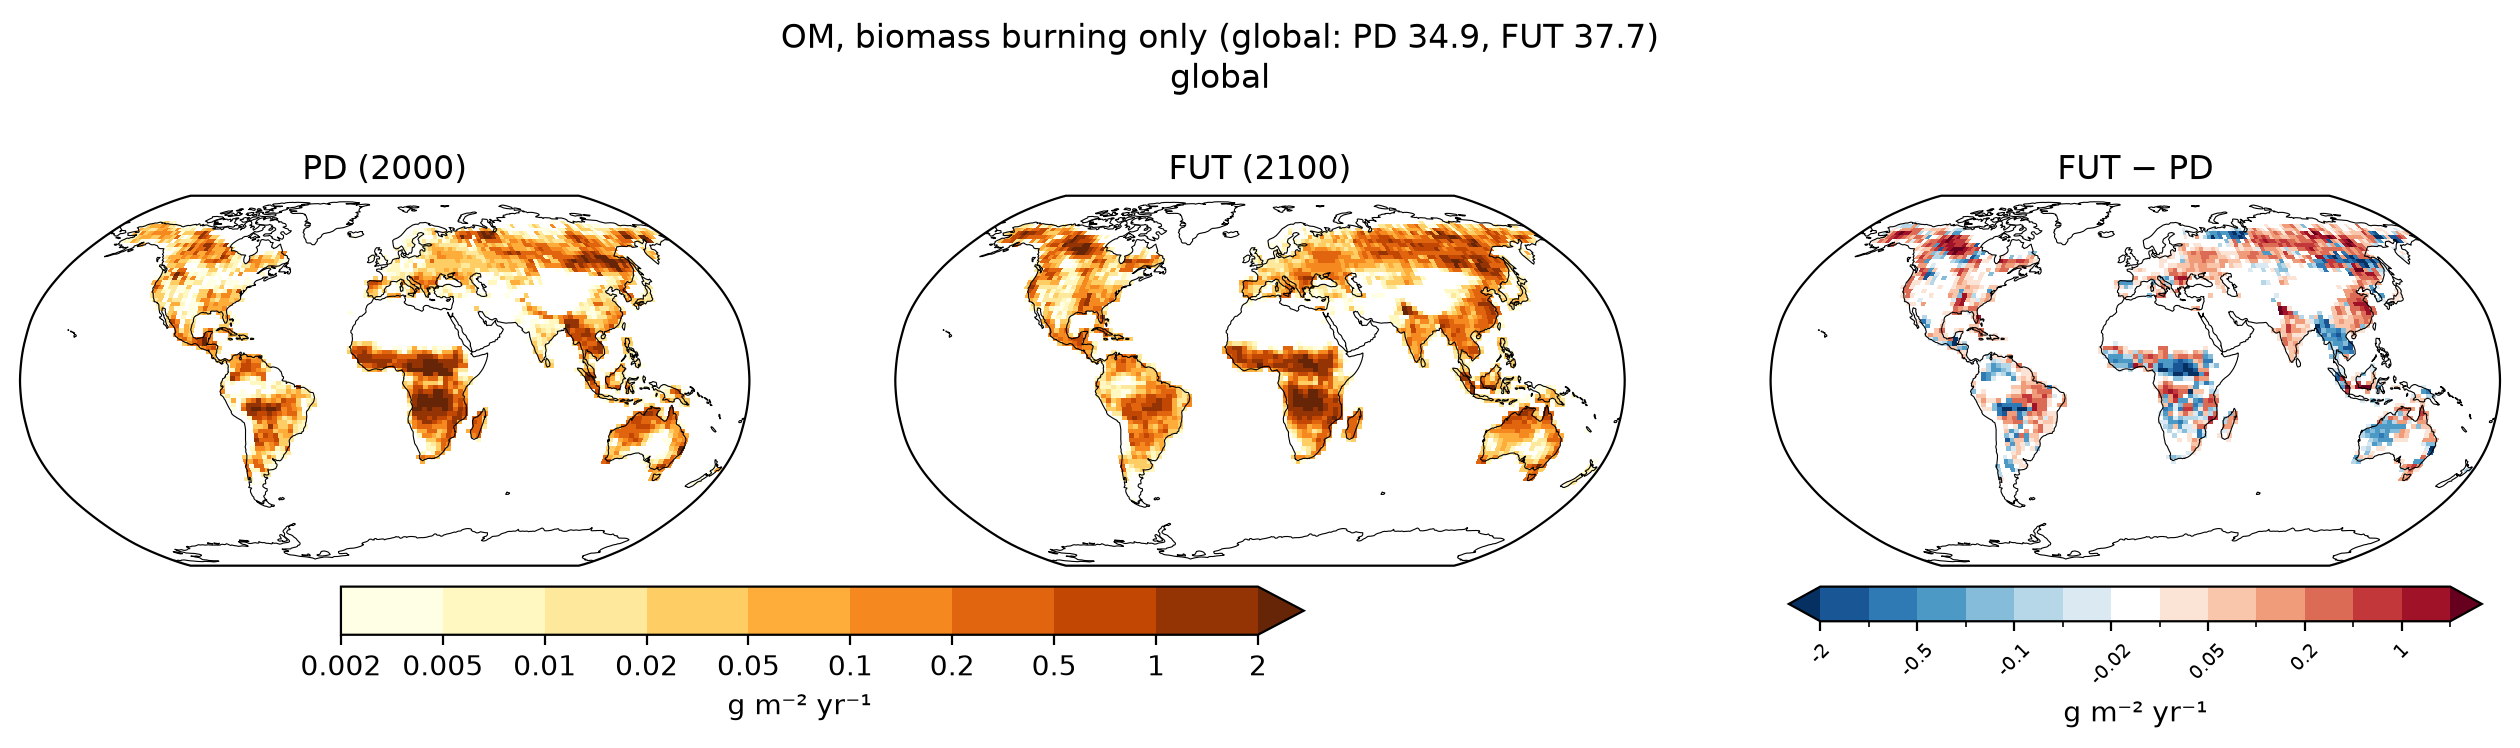 OM, biomass burning only (global: PD 34.9, FUT 37.7)
global
PD (2000)
FUT (2100)
FUT − PD
0.002 0.005 0.01 0.02 0.05 0.1 0.2 0.5 1 2
g m⁻² yr⁻¹
-2 -0.5 -0.1 -0.02 0.05 0.2 1
g m⁻² yr⁻¹